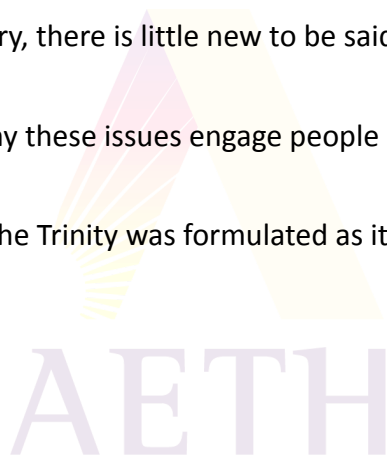 ry, there is little new to be said
ny these issues engage people
he Trinity was formulated as it
AETH